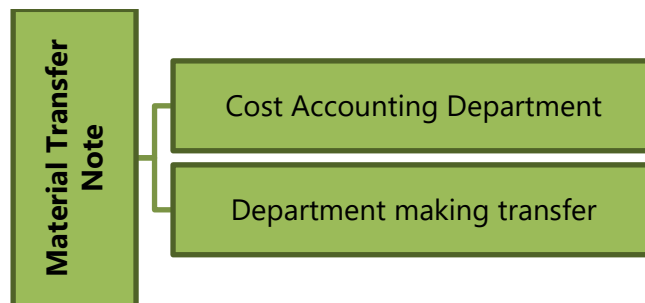 Material Transfer
Note
Cost Accounting Department
Department making transfer